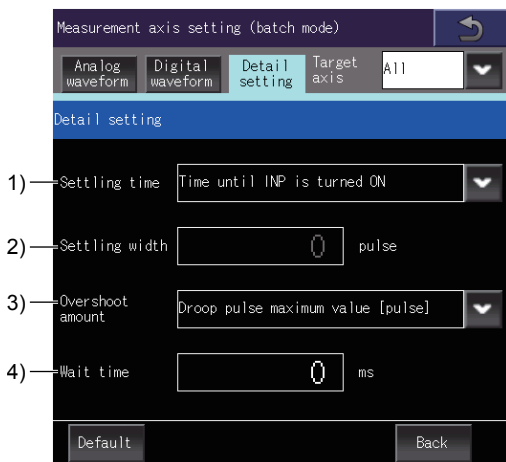 Measurement axis setting (batch mode)
Analog waveform
Digital waveform
Detail setting
Target axis
All
Detail setting
1) Settling time Time until INP is turned ON
2) Settling width 0 pulse
3) Overshoot amount Droop pulse maximum value [pulse]
4) Wait time 0 ms
Default
Back